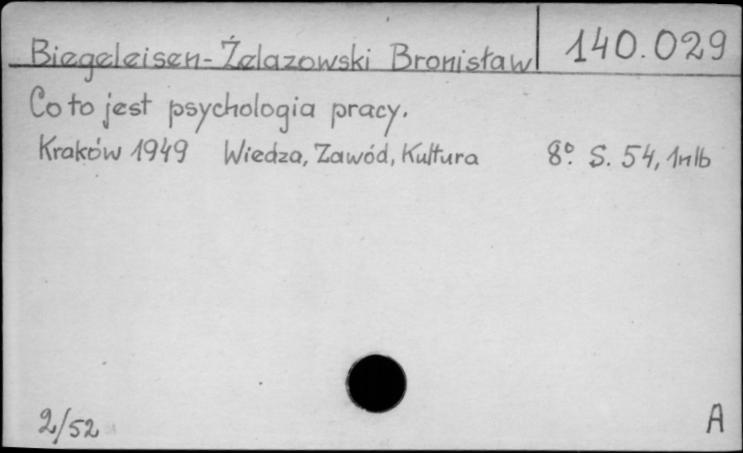 Biegeleisen-Żelazowski Bronisław 140.029
Co to jest psychologia pracy.
Kraków 1949 Wiedza, Zawód, Kultura 8º. S. 54, 1nlb
2/52 A